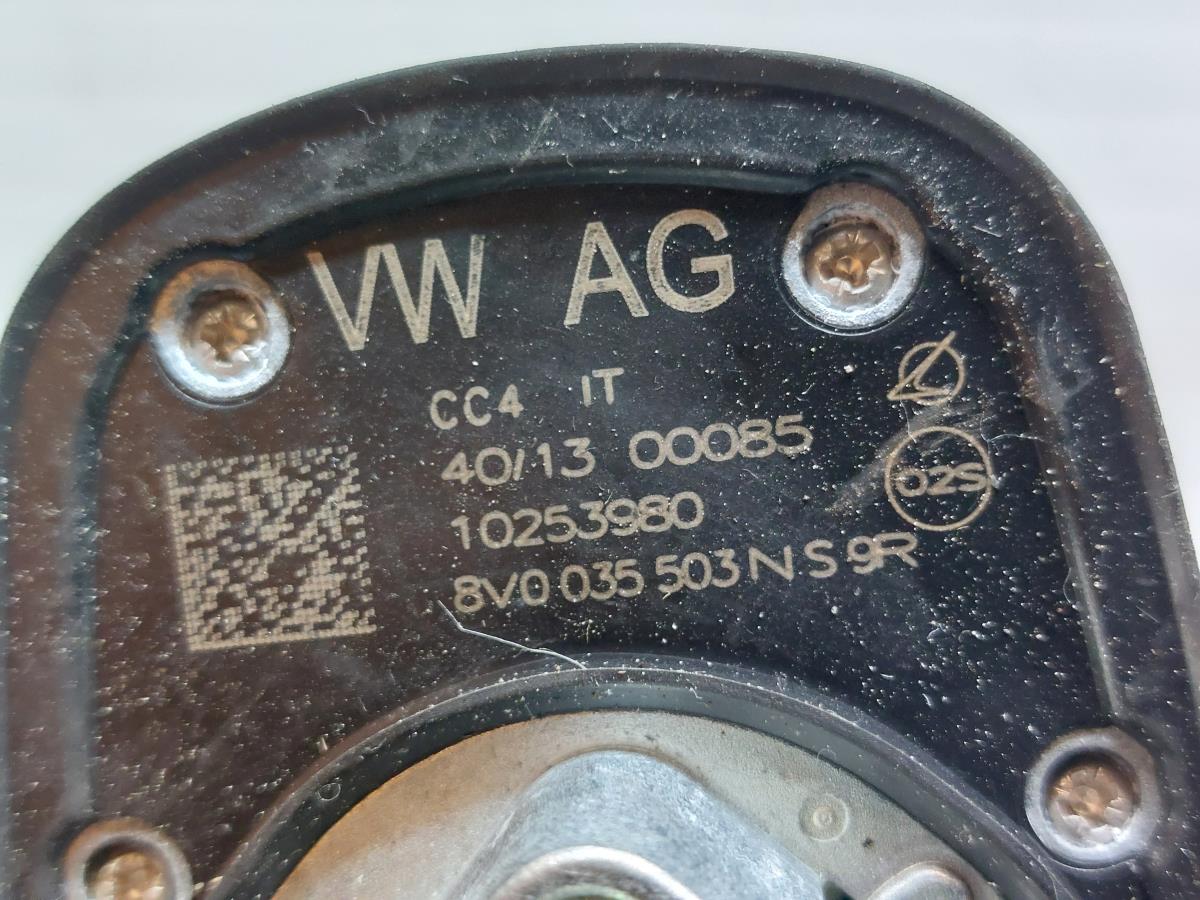 VW AG
CC4 IT
40/13 00085
10253980
02S
8V0 035 503 N S 9R